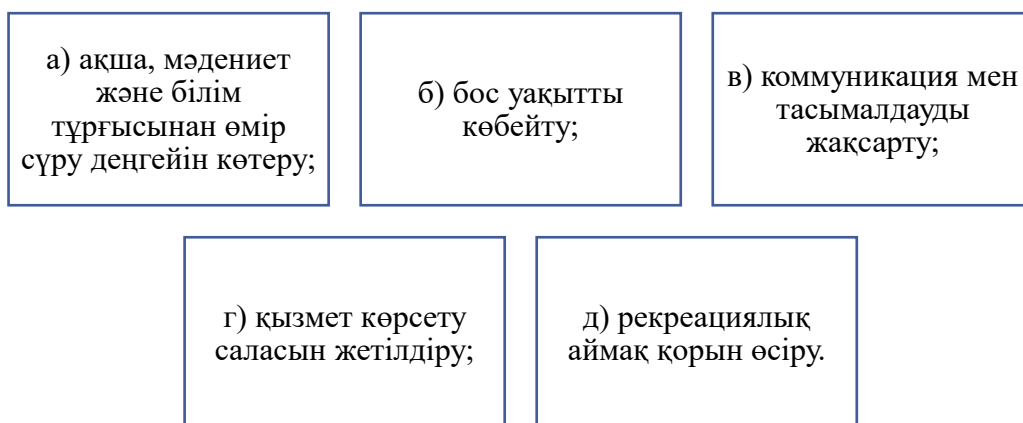 а) ақша, мәдениет
және білім
тұрғысынан өмір
сүру деңгейін көтеру;
б) бос уақытты
көбейту;
в) коммуникация мен
тасымалдауды
жақсарту;
г) қызмет көрсету
саласын жетілдіру;
д) рекреациялық
аймақ қорын өсіру.